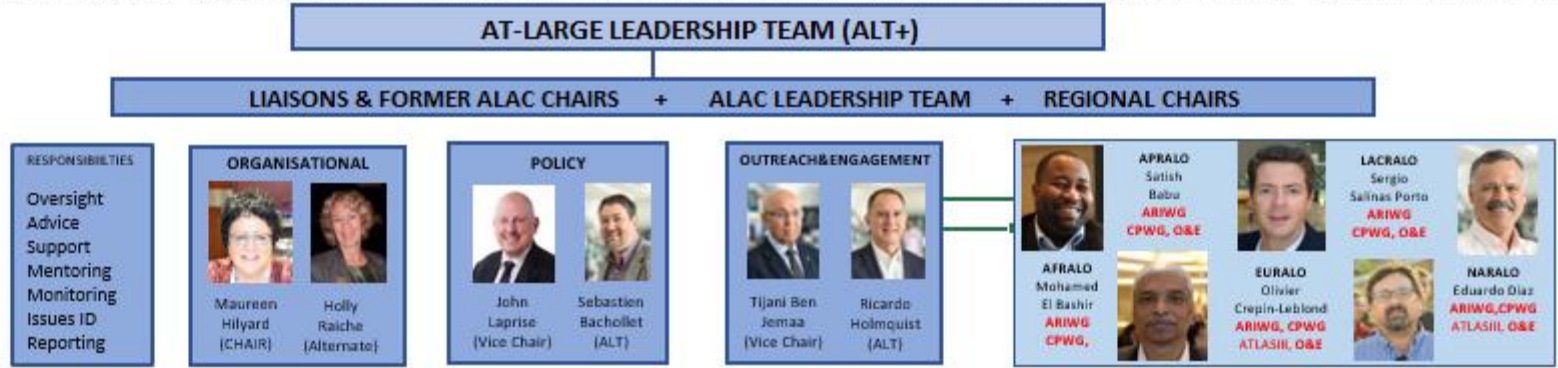 AT-LARGE LEADERSHIP TEAM (ALT+)
LIAISONS & FORMER ALAC CHAIRS + ALAC LEADERSHIP TEAM + REGIONAL CHAIRS
RESPONSIBIILTIES
Oversight
Advice
Support
Mentoring
Monitoring
Issues ID
Reporting
ORGANISATIONAL
Maureen
Hilyard
(CHAIR)
Holly
Raiche
(Alternate)
POLICY
John
Laprise
(Vice Chair)
Sebastien
Bachollet
(ALT)
OUTREACH&ENGAGEMENT
Tijani Ben
Jemaa
(Vice Chair)
Ricardo
Holmquist
(ALT)
APRALO
Satish
Babu
ARIWG
CPWG, O&E
LACRALO
Sergio
Salinas Porto
ARIWG
CPWG, O&E
AFRALO
Mohamed
El Bashir
ARIWG
CPWG,
EURALO
Olivier
Crepin-Leblond
ARIWG, CPWG
ATLASIII, O&E
NARALO
Eduardo Diaz
ARIWG,CPWG
ATLASIII, O&E